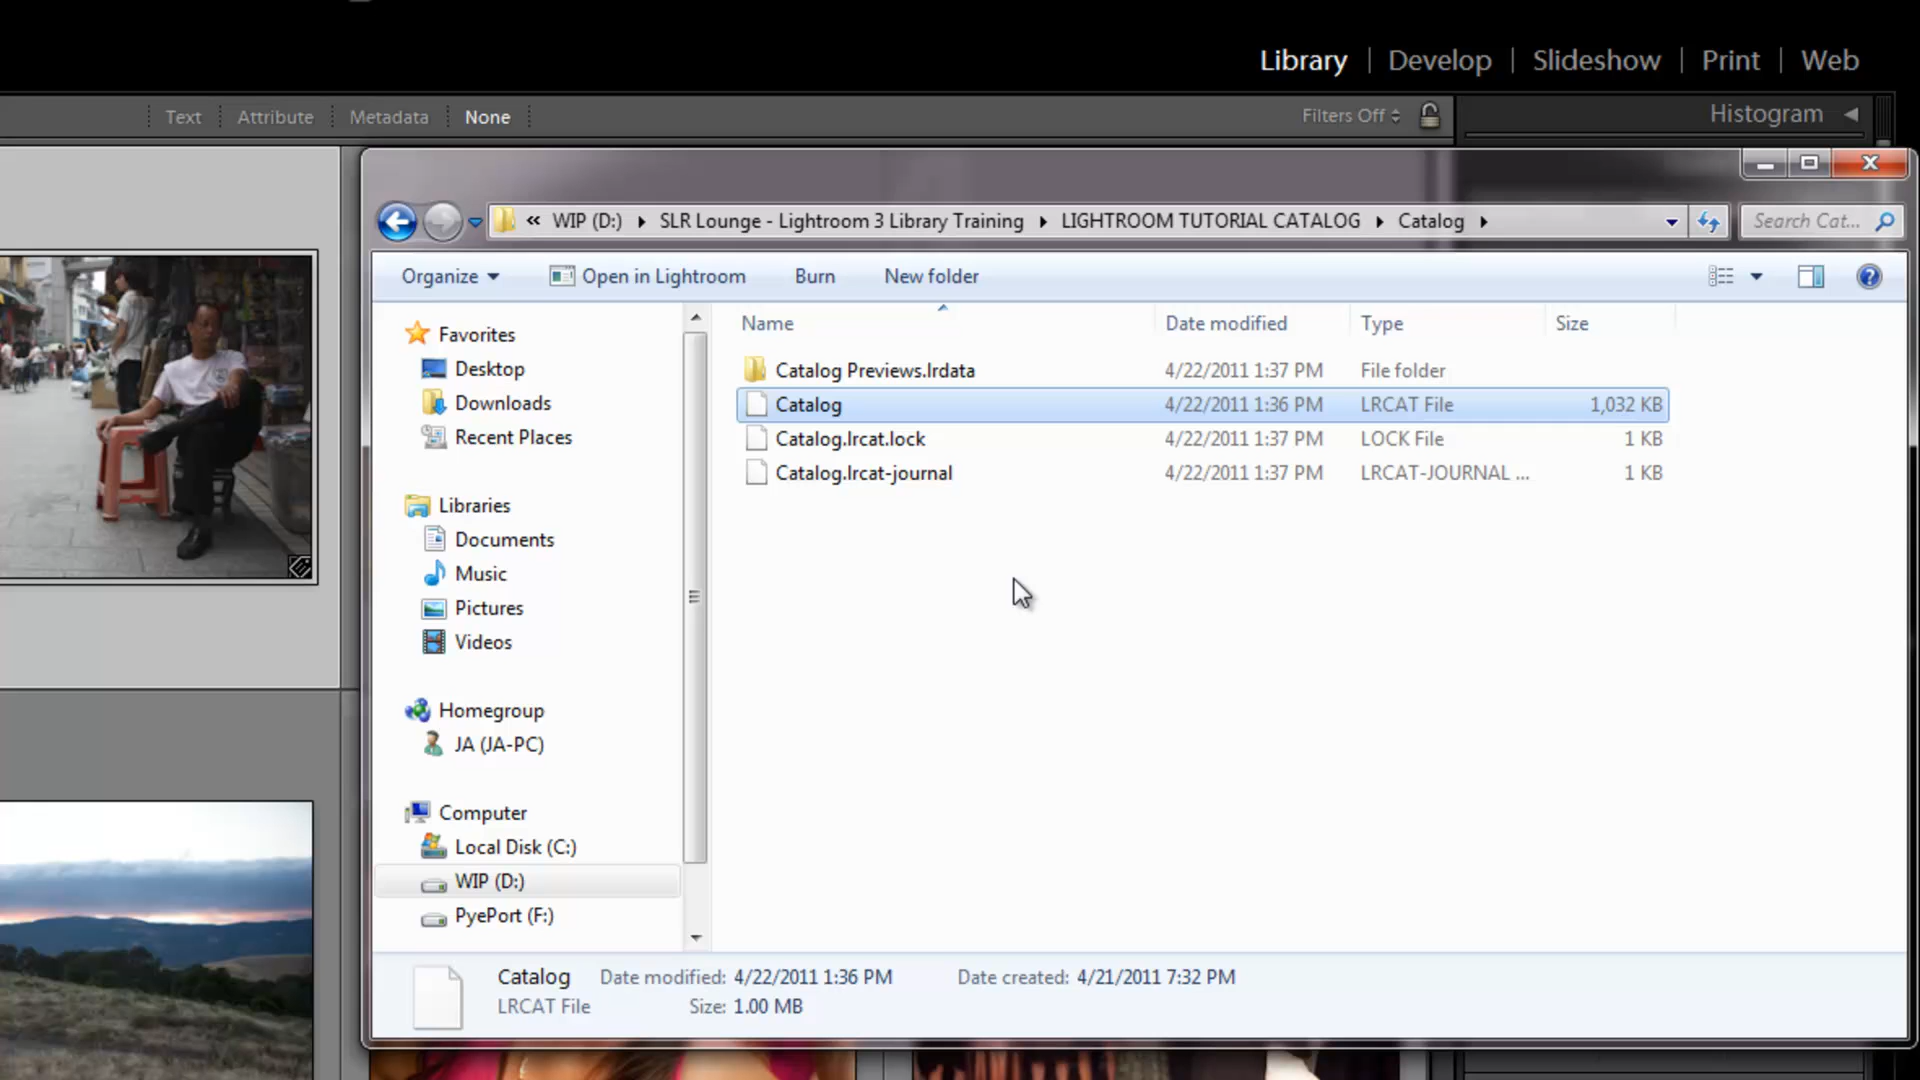 Library | Develop | Slideshow | Print | Web
Text Attribute Metadata None Filters Off Histogram
« WIP (D:) SLR Lounge - Lightroom 3 Library Training LIGHTROOM TUTORIAL CATALOG Catalog Search Cat...
Organize Open in Lightroom Burn New folder
Name Date modified Type Size
Catalog Previews.lrdata 4/22/2011 1:37 PM File folder
Catalog 4/22/2011 1:36 PM LRCAT File 1,032 KB
Catalog.lrcat.lock 4/22/2011 1:37 PM LOCK File 1 KB
Catalog.lrcat-journal 4/22/2011 1:37 PM LRCAT-JOURNAL ... 1 KB
Favorites
Desktop
Downloads
Recent Places
Libraries
Documents
Music
Pictures
Videos
Homegroup
JA (JA-PC)
Computer
Local Disk (C:)
WIP (D:)
PyePort (F:)
Catalog Date modified: 4/22/2011 1:36 PM Date created: 4/21/2011 7:32 PM
LRCAT File Size: 1.00 MB